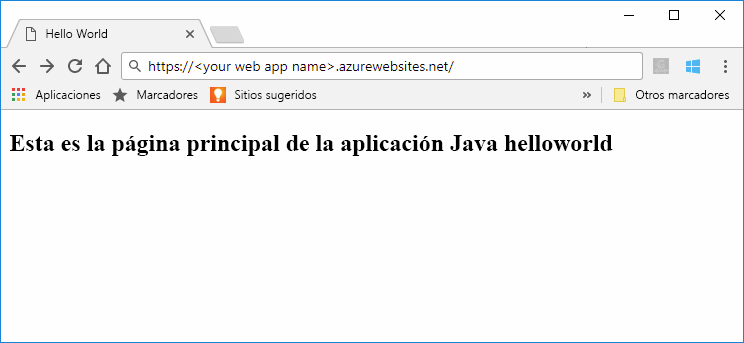 Hello World
https://<your web app name>.azurewebsites.net/
Aplicaciones Marcadores Sitios sugeridos » Otros marcadores
Esta es la página principal de la aplicación Java helloworld